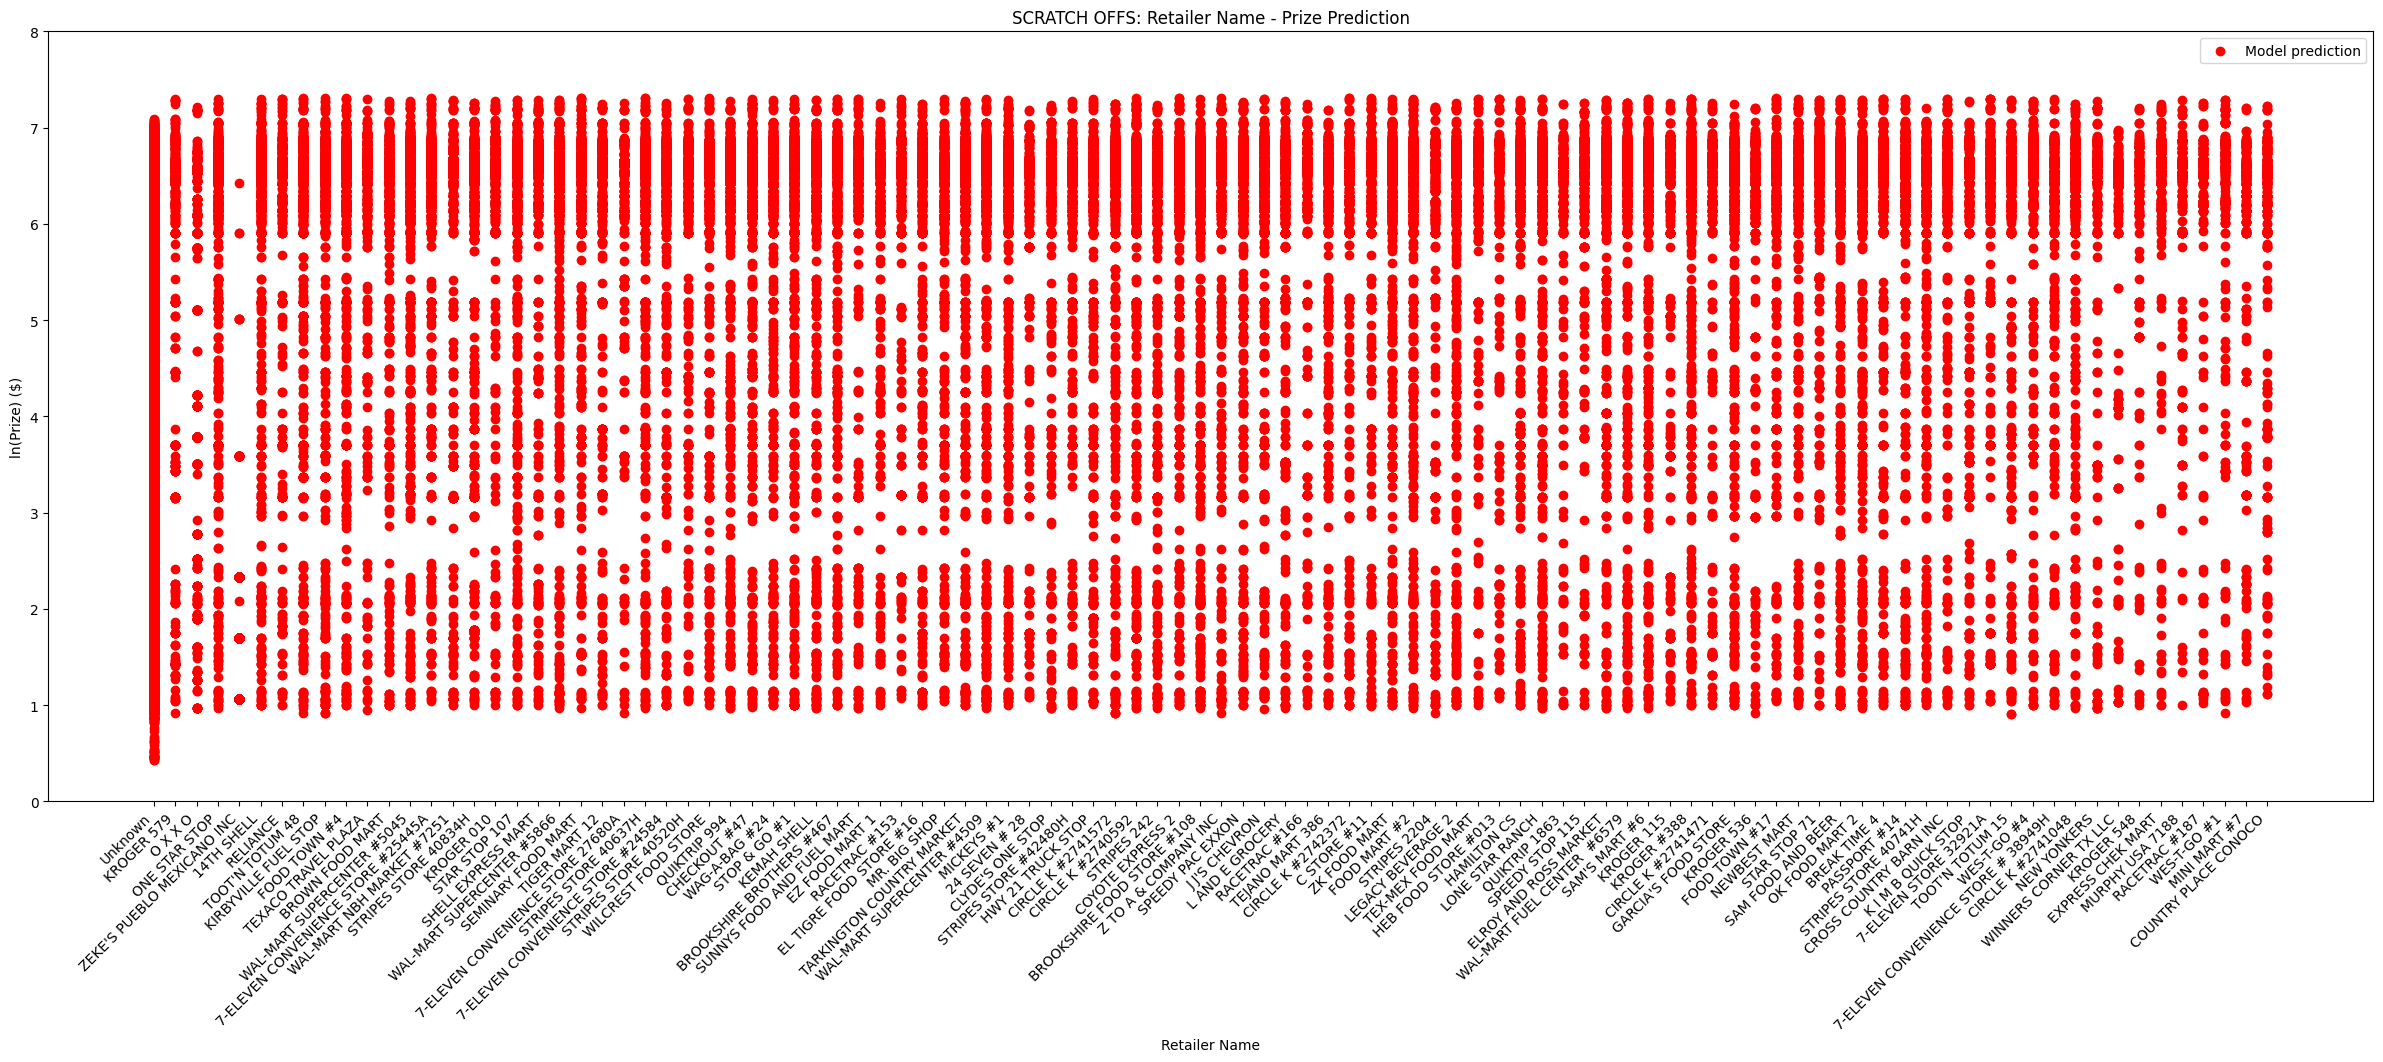 SCRATCH OFFS: Retailer Name - Prize Prediction
Model prediction
8
7
6
5
4
3
2
1
0
ln(Prize) ($)
Unknown
KROGER 579
O X X O
ONE STAR STOP
ZEKE'S PUEBLO MEXICANO INC
14TH SHELL
RELIANCE
TOOT'N TOTUM 48
KIRBYVILLE FUEL STOP
FOOD TOWN #4
TEXACO TRAVEL PLAZA
BROWN FOOD MART
WAL-MART SUPERCENTER #5045
7-ELEVEN CONVENIENCE STORE #25445A
WAL-MART NBH MARKET #7251
STRIPES STORE 40834H
KROGER 010
STAR STOP 107
SHELL EXPRESS MART
WAL-MART SUPERCENTER #5866
SEMINARY FOOD MART
TIGER MART 12
7-ELEVEN CONVENIENCE STORE 27680A
STRIPES STORE 40637H
7-ELEVEN CONVENIENCE STORE #24584
STRIPES STORE 40520H
WILCREST FOOD STORE
QUIKTRIP 994
CHECKOUT #47
WAG-A-BAG #24
STOP & GO #1
KEMAH SHELL
BROOKSHIRE BROTHERS #467
SUNNYS FOOD AND FUEL MART
EZ FOOD MART 1
RACETRAC #153
EL TIGRE FOOD STORE #16
MR. BIG SHOP
TARKINGTON COUNTRY MARKET
WAL-MART SUPERCENTER #4509
MICKEYS #1
24 SEVEN # 28
CLYDE'S ONE STOP
STRIPES STORE #42480H
HWY 21 TRUCK STOP
CIRCLE K #2741572
CIRCLE K #2740592
STRIPES 242
COYOTE EXPRESS 2
BROOKSHIRE FOOD STORE #108
Z TO A & COMPANY INC
SPEEDY PAC EXXON
JJ'S CHEVRON
L AND E GROCERY
RACETRAC #166
TEJANO MART 386
CIRCLE K #2742372
C STORE #11
ZK FOOD MART
FOOD MART #2
STRIPES 2204
LEGACY BEVERAGE 2
TEX-MEX FOOD MART
HEB FOOD STORE #013
HAMILTON CS
LONE STAR RANCH
QUIKTRIP 1863
SPEEDY STOP 115
ELROY AND ROSS MARKET
WAL-MART FUEL CENTER #6579
SAM'S MART #6
KROGER 115
KROGER #388
CIRCLE K #2741471
GARCIA'S FOOD STORE
KROGER 536
FOOD TOWN #17
NEWBEST MART
STAR STOP 71
SAM FOOD AND BEER
OK FOOD MART 2
BREAK TIME 4
PASSPORT #14
STRIPES STORE 40741H
CROSS COUNTRY BARN INC
K J M B QUICK STOP
7-ELEVEN STORE 32921A
TOOT'N TOTUM 15
WEST-GO #4
7-ELEVEN CONVENIENCE STORE # 38949H
CIRCLE K #2741048
NEW YONKERS
WINNERS CORNER TX LLC
KROGER 548
EXPRESS CHEK MART
MURPHY USA 7188
RACETRAC #187
WEST-GO #1
MINI MART #7
COUNTRY PLACE CONOCO
Retailer Name